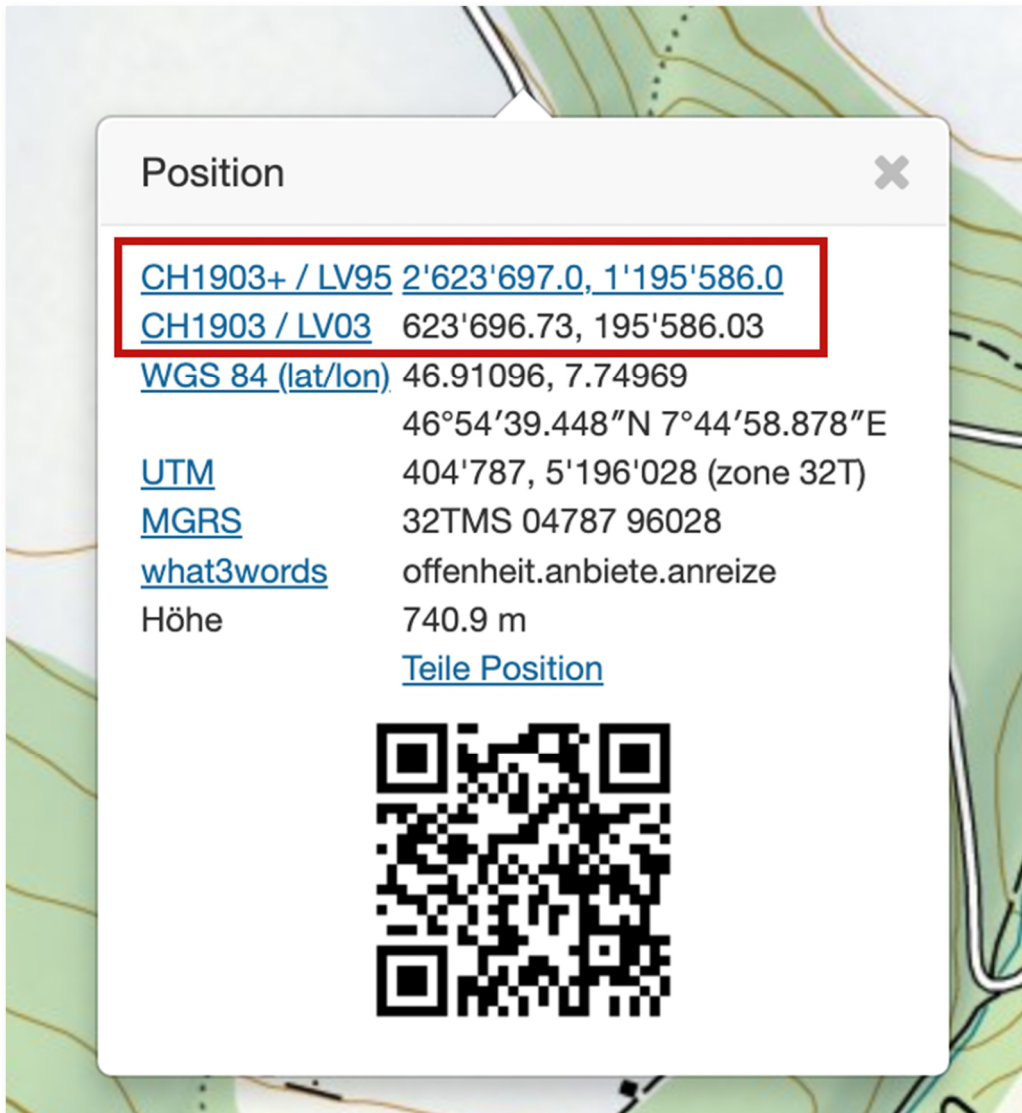 Position
CH1903+ / LV95 2'623'697.0, 1'195'586.0
CH1903 / LV03 623'696.73, 195'586.03
WGS 84 (lat/lon) 46.91096, 7.74969
46°54′39.448″N 7°44′58.878″E
UTM 404'787, 5'196'028 (zone 32T)
MGRS 32TMS 04787 96028
what3words offenheit.anbiete.anreize
Höhe 740.9 m
Teile Position